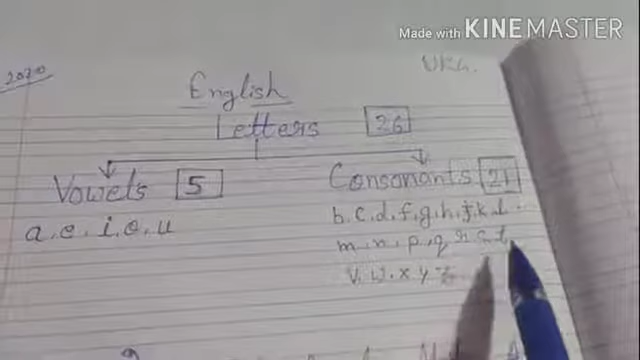 Made with KINEMASTER
2020
UKG.
English
Letters 26
Vowels 5
Consonants 21
a, e, i, o, u
b, c, d, f, g, h, j, k, l,
m, n, p, q, r, s, t,
v, w, x, y, z